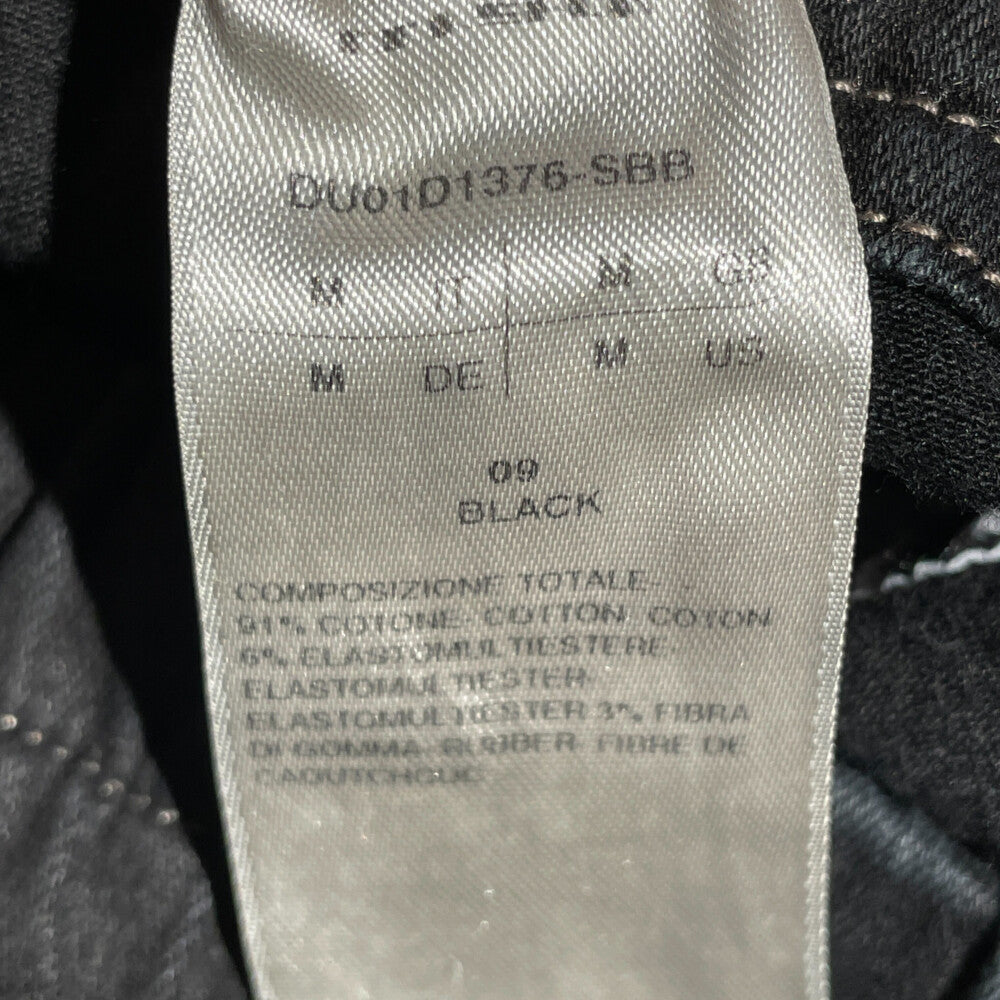 DU01D1376-SBB
M IT M GB
M DE M US
09
BLACK
COMPOSIZIONE TOTALE-
91% COTONE- COTTON- COTON
6% ELASTOMULTIESTERE-
ELASTOMULTIESTER-
ELASTOMULTIESTER 3% FIBRA
DI GOMMA- RUBBER- FIBRE DE
CAOUTCHOUC